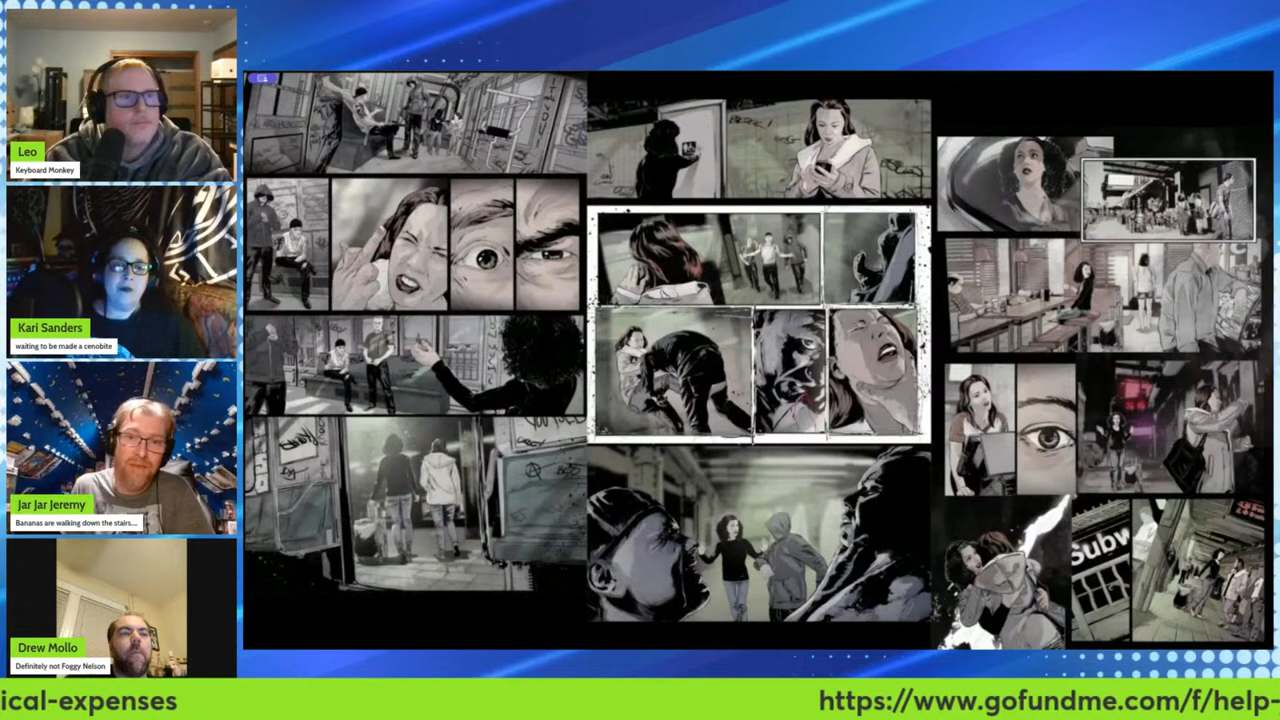 Leo
Keyboard Monkey
Kari Sanders
waiting to be made a cenobite
Jar Jar Jeremy
Bananas are walking down the stairs...
Drew Mollo
Definitely not Foggy Nelson
Subw
ical-expenses
https://www.gofundme.com/f/help-